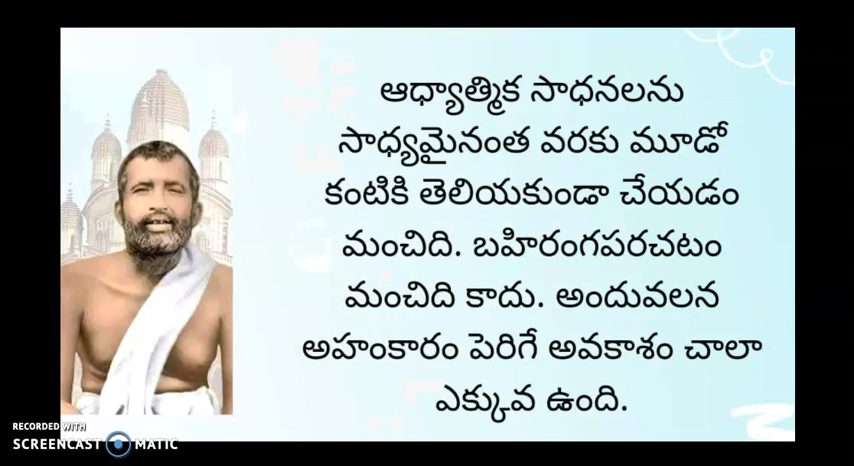 ఆధ్యాత్మిక సాధనలను
సాధ్యమైనంత వరకు మూడో
కంటికి తెలియకుండా చేయడం
మంచిది. బహిరంగపరచటం
మంచిది కాదు. అందువలన
అహంకారం పెరిగే అవకాశం చాలా
ఎక్కువ ఉంది.
RECORDED WITH
SCREENCAST MATIC